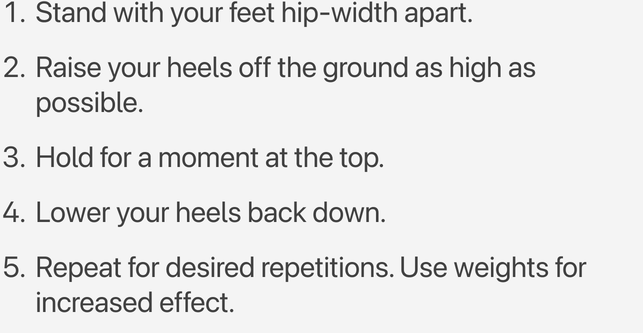 1. Stand with your feet hip-width apart.
2. Raise your heels off the ground as high as
possible.
3. Hold for a moment at the top.
4. Lower your heels back down.
5. Repeat for desired repetitions. Use weights for
increased effect.